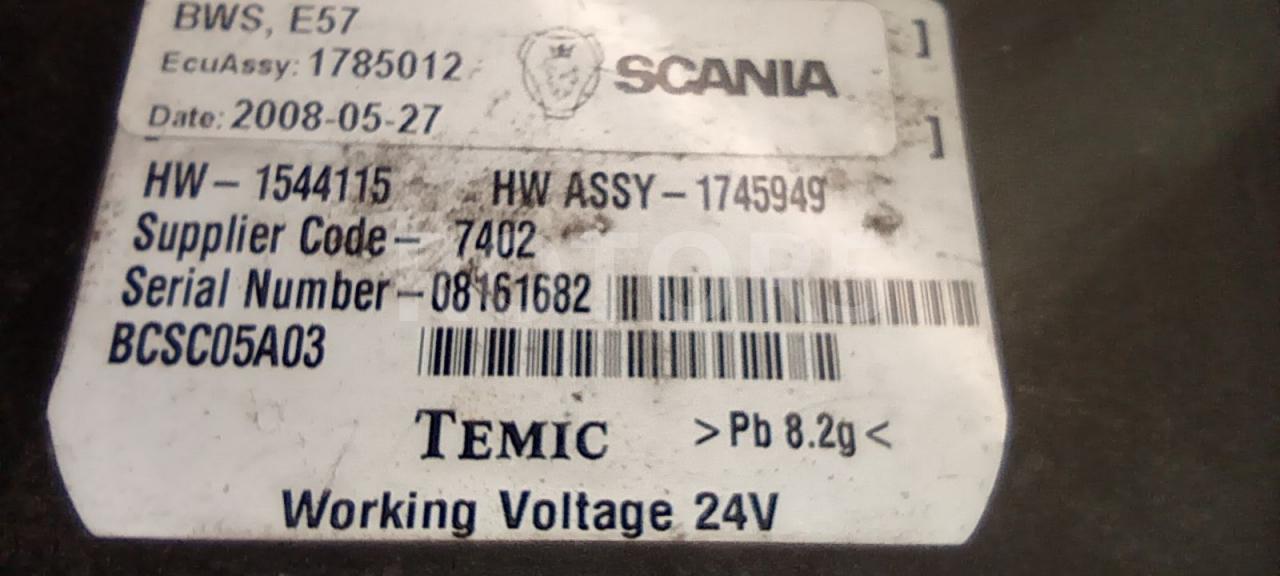 BWS, E57
EcuAssy: 1785012
SCANIA
Date: 2008-05-27
]
]
HW – 1544115 HW ASSY – 1745949
Supplier Code – 7402
Serial Number – 08161682
BCSC05A03
TEMIC >Pb 8.2g<
Working Voltage 24V
MOTORE